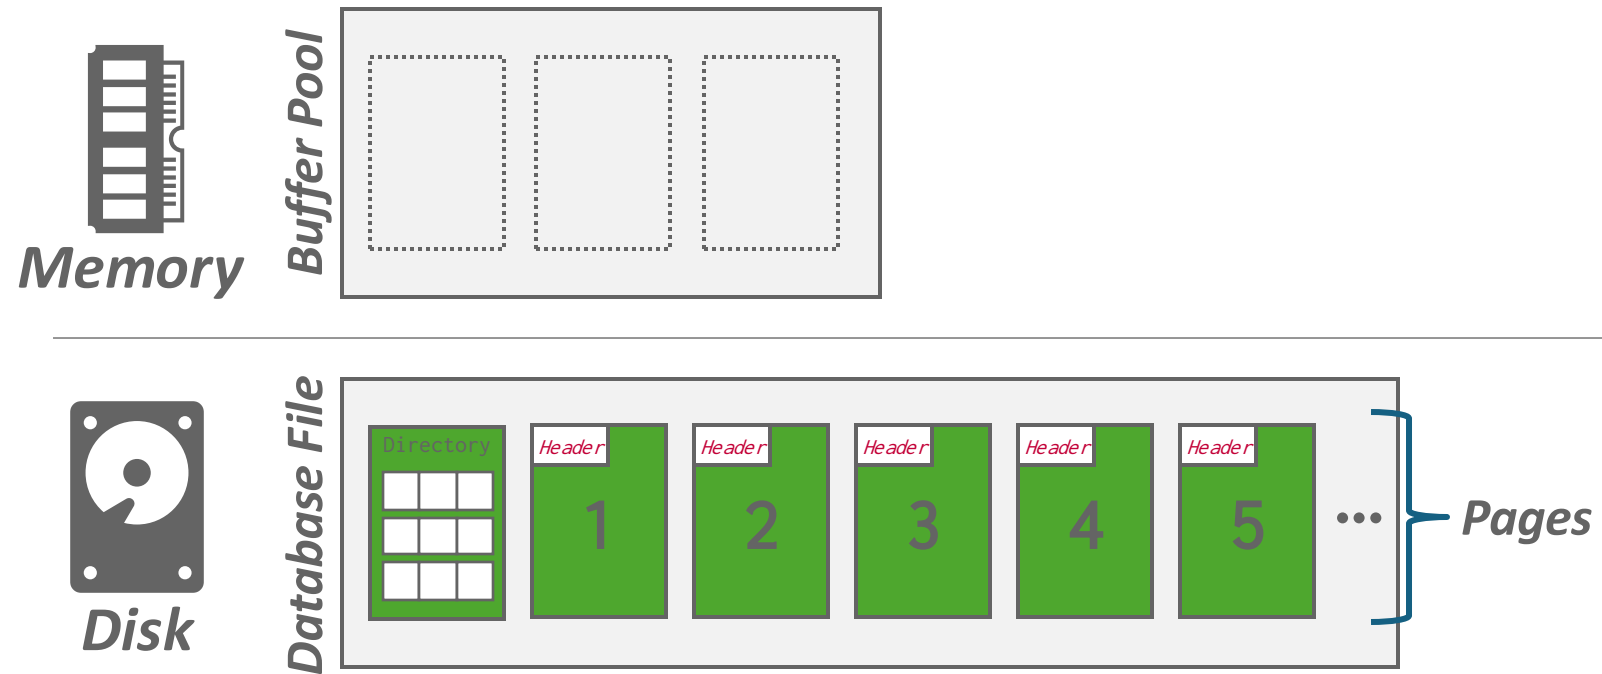 Memory
Buffer Pool
Disk
Database File
Directory
Header
1
Header
2
Header
3
Header
4
Header
5
•••
Pages